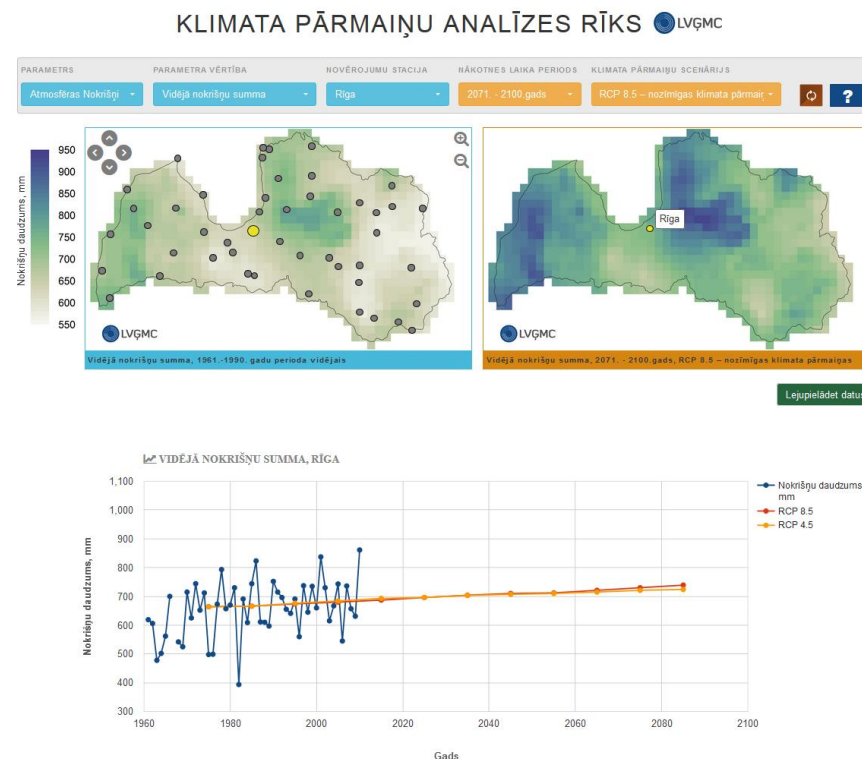 KLIMATA PĀRMAIŅU ANALĪZES RĪKS LVĢMC
PARAMETRS PARAMETRA VĒRTĪBA NOVĒROJUMU STACIJA NĀKOTNES LAIKA PERIODS KLIMATA PĀRMAIŅU SCENĀRIJS
Atmosfēras Nokrišņi Vidējā nokrišņu summa Rīga 2071. - 2100.gads RCP 8.5 – nozīmīgas klimata pārmaiņ ?
Nokrišņu daudzums, mm
950
900
850
800
750
700
650
600
550
LVĢMC
Vidējā nokrišņu summa, 1961.-1990. gadu perioda vidējais
Rīga
LVĢMC
Vidējā nokrišņu summa, 2071. - 2100.gads, RCP 8.5 – nozīmīgas klimata pārmaiņas
Lejupielādēt datus
VIDĒJĀ NOKRIŠŅU SUMMA, RĪGA
Nokrišņu daudzums, mm
1,100
1,000
900
800
700
600
500
400
300
1960 1980 2000 2020 2040 2060 2080 2100
Gads
Nokrišņu daudzums
mm
RCP 8.5
RCP 4.5